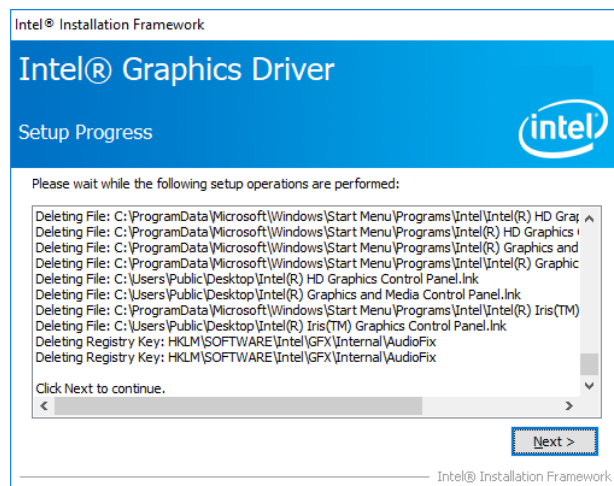 Intel® Installation Framework
Intel® Graphics Driver
Setup Progress
intel
Please wait while the following setup operations are performed:
Deleting File: C:\ProgramData\Microsoft\Windows\Start Menu\Programs\Intel\Intel(R) HD Grap
Deleting File: C:\ProgramData\Microsoft\Windows\Start Menu\Programs\Intel(R) HD Graphics
Deleting File: C:\ProgramData\Microsoft\Windows\Start Menu\Programs\Intel(R) Graphics and
Deleting File: C:\ProgramData\Microsoft\Windows\Start Menu\Programs\Intel\Intel(R) Graphic
Deleting File: C:\Users\Public\Desktop\Intel(R) HD Graphics Control Panel.lnk
Deleting File: C:\Users\Public\Desktop\Intel(R) Graphics and Media Control Panel.lnk
Deleting File: C:\ProgramData\Microsoft\Windows\Start Menu\Programs\Intel\Intel(R) Iris(TM)
Deleting File: C:\Users\Public\Desktop\Intel(R) Iris(TM) Graphics Control Panel.lnk
Deleting Registry Key: HKLM\SOFTWARE\Intel\GFX\Internal\AudioFix
Deleting Registry Key: HKLM\SOFTWARE\Intel\GFX\Internal\AudioFix
Click Next to continue.
Next >
Intel® Installation Framework